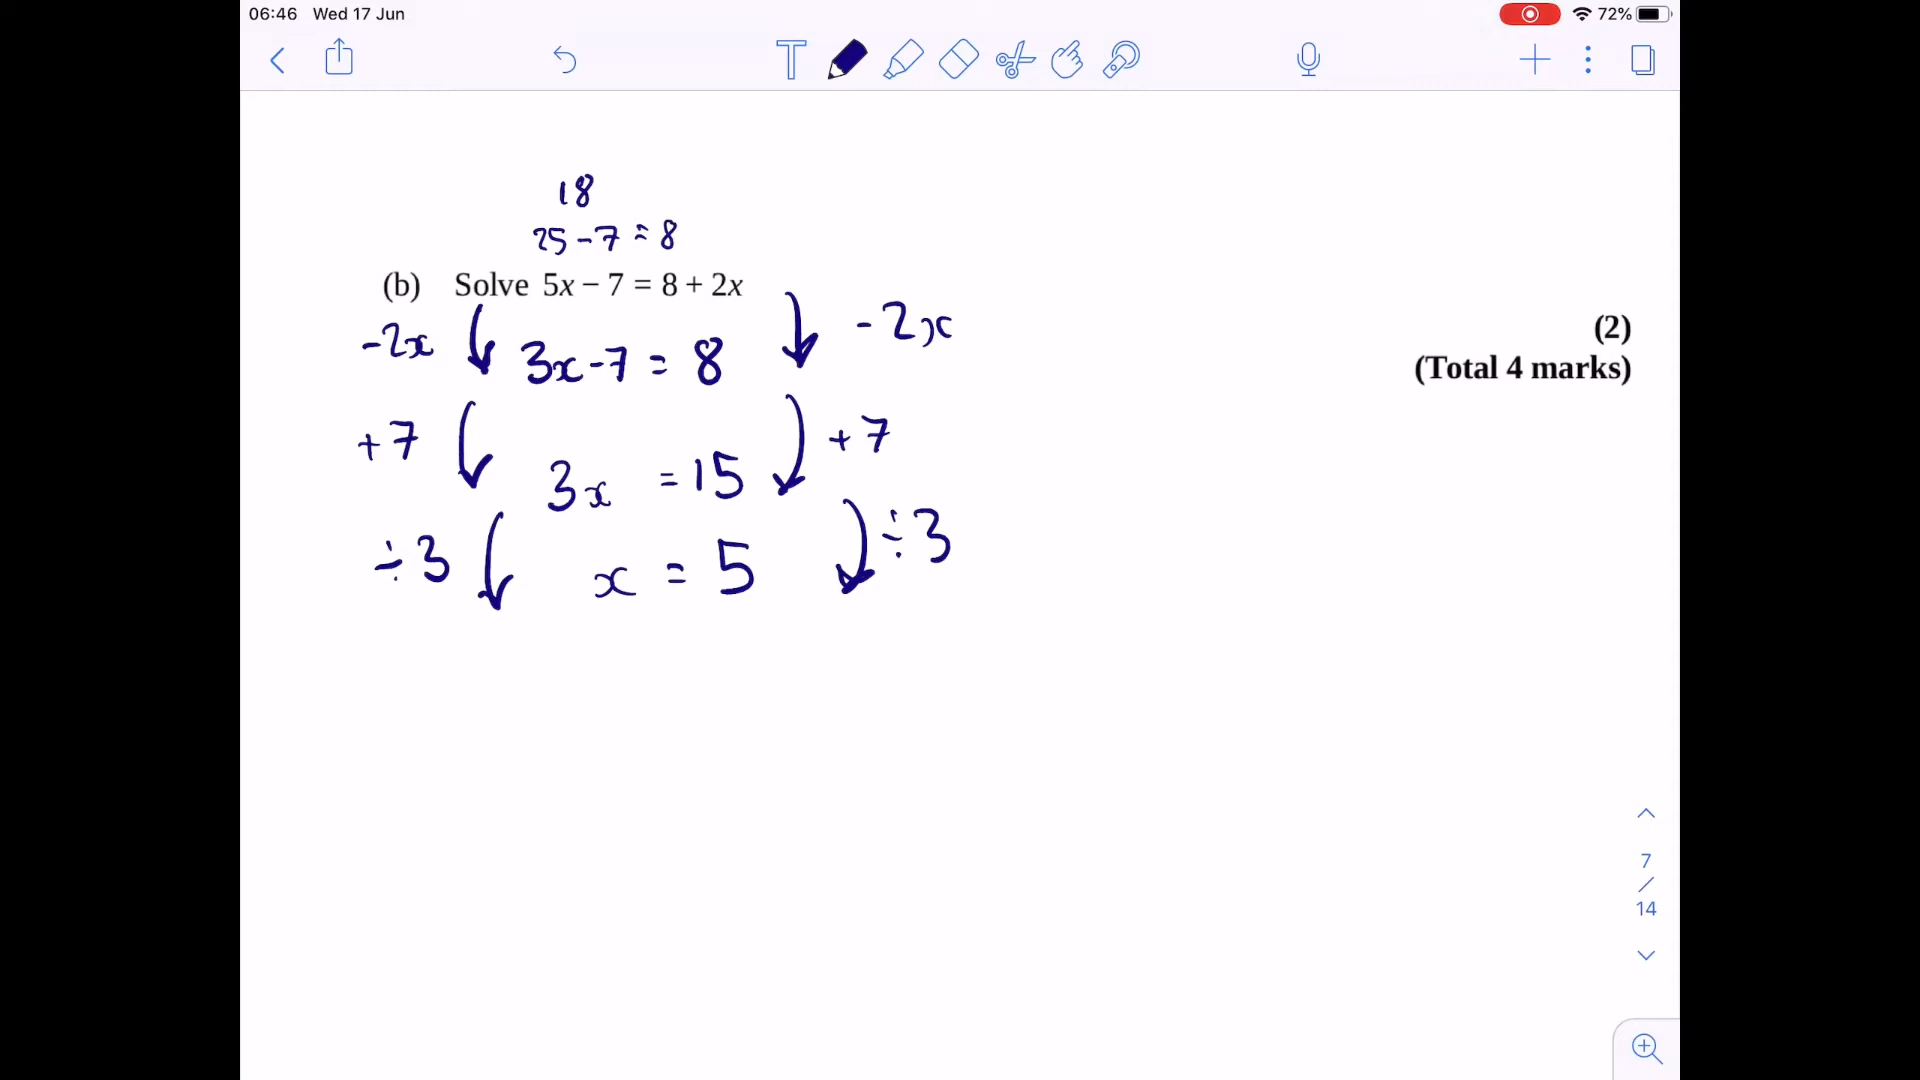 06:46 Wed 17 Jun 72%
T
18
25-7=8
(b) Solve 5x − 7 = 8 + 2x
-2x -2x
(2)
3x-7=8
(Total 4 marks)
+7 +7
3x =15
÷3 ÷3
x = 5
7
/
14